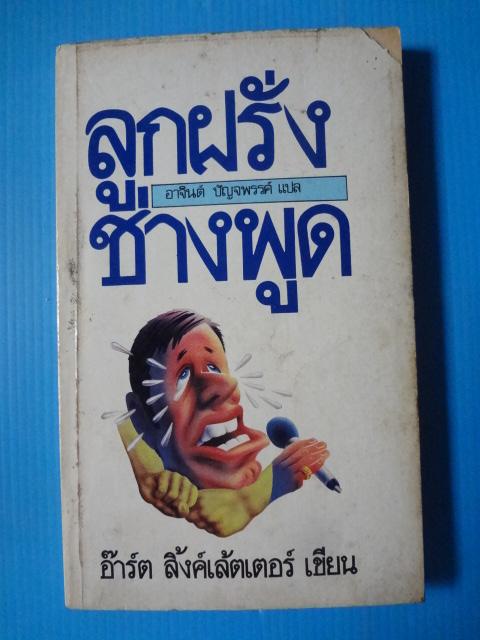 ลูกฝรั่ง
อาจินต์ ปัญจพรรค์ แปล
ช่างพูด
อ๊าร์ต ลิ้งค์เล้ตเตอร์ เขียน